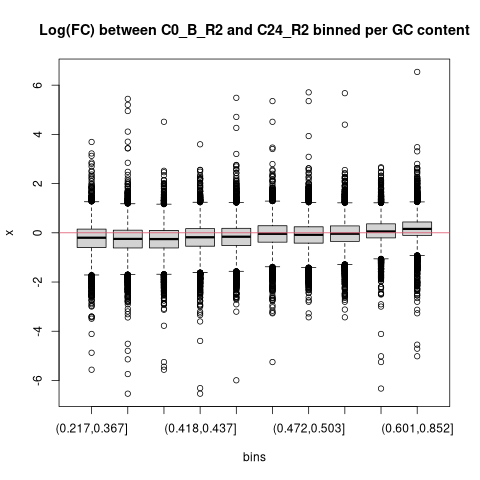 Log(FC) between C0_B_R2 and C24_R2 binned per GC content
6
4
2
0
-2
-4
-6
x
(0.217,0.367] (0.418,0.437] (0.472,0.503] (0.601,0.852]
bins